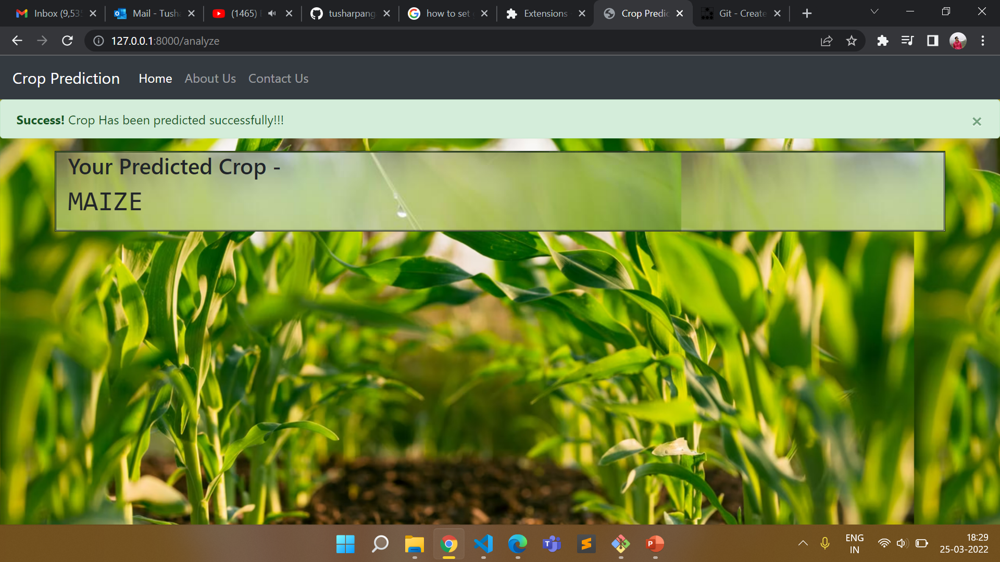 Inbox (9,535
Mail - Tusha
(1465)
tusharpang
how to set
Extensions
Crop Predic
Git - Create
127.0.0.1:8000/analyze
Crop Prediction Home About Us Contact Us
Success! Crop Has been predicted successfully!!!
×
Your Predicted Crop -
MAIZE
ENG
IN
18:29
25-03-2022